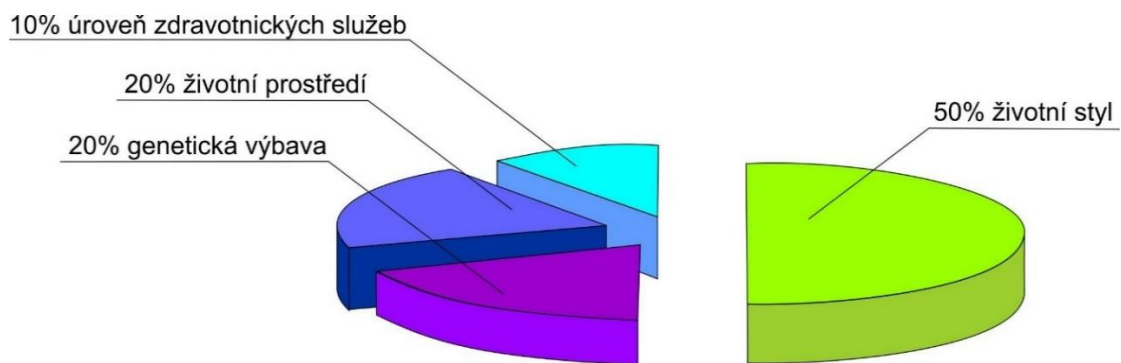 10% úroveň zdravotnických služeb
20% životní prostředí
50% životní styl
20% genetická výbava